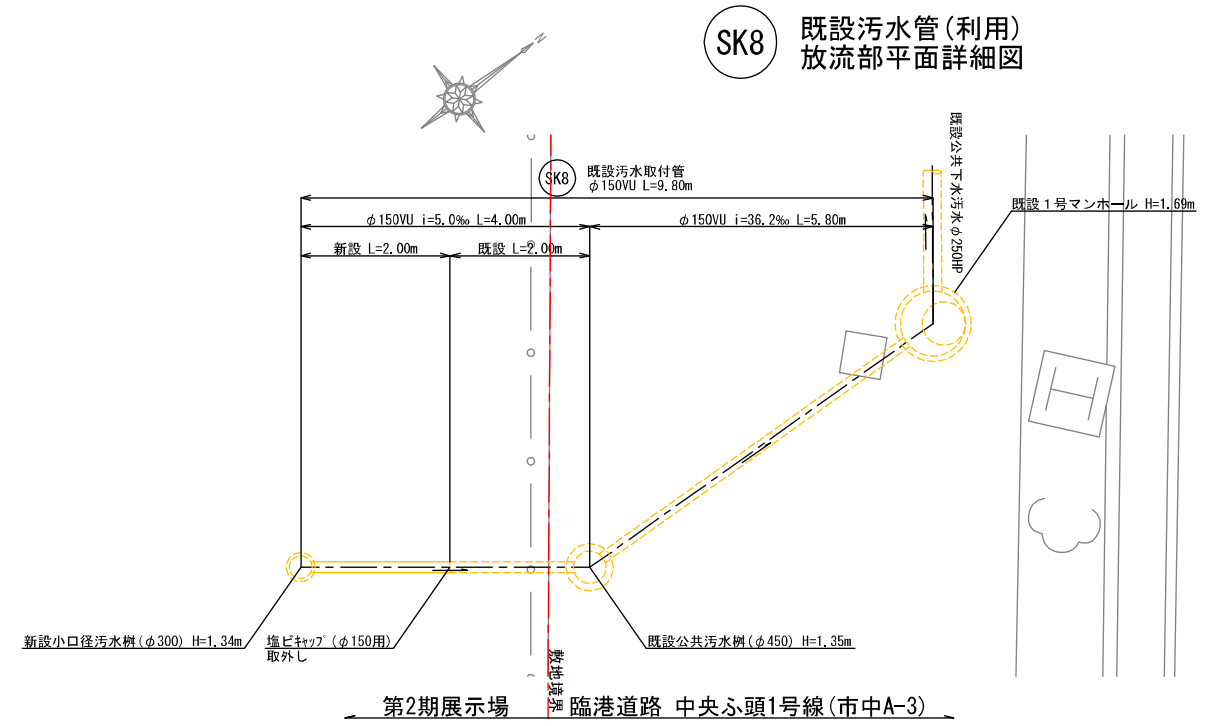 SK8
既設汚水管(利用)
放流部平面詳細図
N
SK8
既設汚水取付管
φ150VU L=9.80m
φ150VU i=5.0‰ L=4.00m
φ150VU i=36.2‰ L=5.80m
新設 L=2.00m
既設 L=2.00m
既設公共下水汚水φ250HP
既設1号マンホール H=1.69m
H
新設小口径汚水桝(φ300) H=1.34m
塩ビキャップ(φ150用)
取外し
既設公共汚水桝(φ450) H=1.35m
敷地境界
第2期展示場
臨港道路 中央ふ頭1号線(市中A-3)